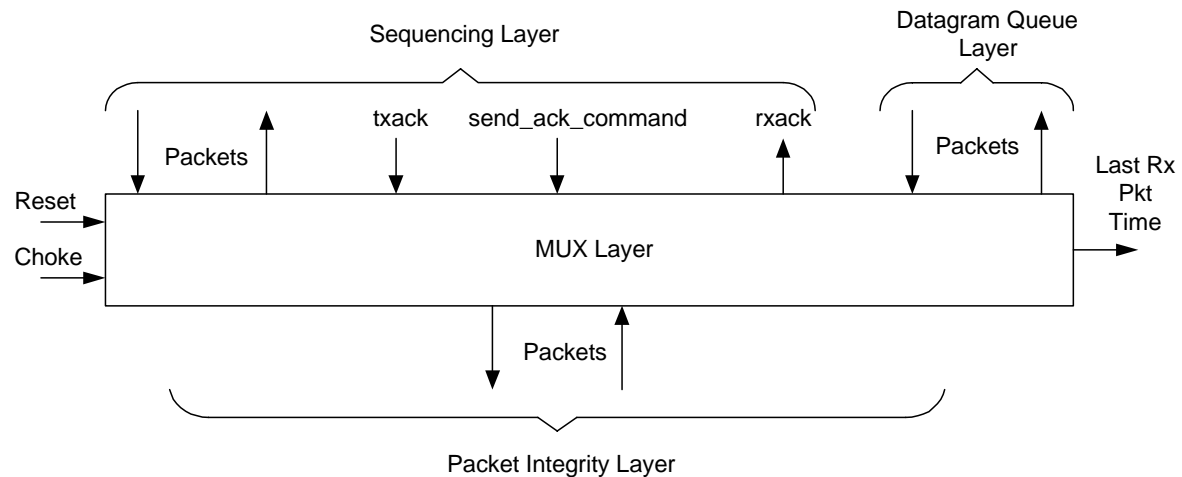 Sequencing Layer
Datagram Queue
Layer
txack
send_ack_command
rxack
Packets
Packets
Last Rx
Pkt
Time
Reset
Choke
MUX Layer
Packets
Packet Integrity Layer